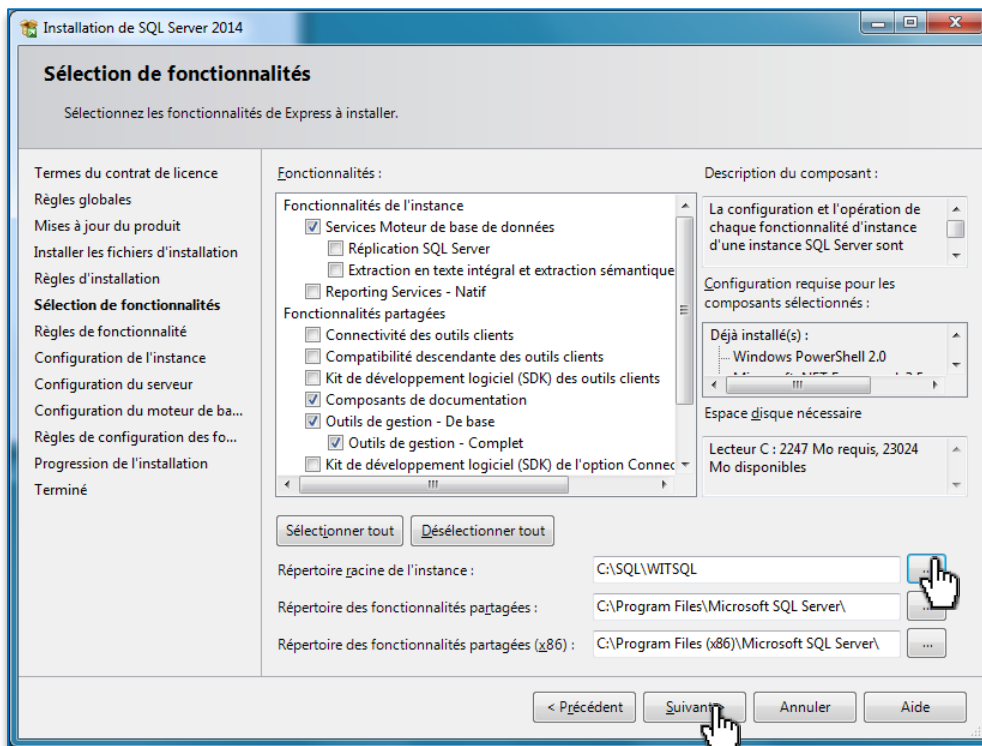 Installation de SQL Server 2014
Sélection de fonctionnalités
Sélectionnez les fonctionnalités de Express à installer.
Termes du contrat de licence
Règles globales
Mises à jour du produit
Installer les fichiers d'installation
Règles d'installation
Sélection de fonctionnalités
Règles de fonctionnalité
Configuration de l'instance
Configuration du serveur
Configuration du moteur de ba...
Règles de configuration des fo...
Progression de l'installation
Terminé
Fonctionnalités :
Fonctionnalités de l'instance
Services Moteur de base de données
Réplication SQL Server
Extraction en texte intégral et extraction sémantique
Reporting Services - Natif
Fonctionnalités partagées
Connectivité des outils clients
Compatibilité descendante des outils clients
Kit de développement logiciel (SDK) des outils clients
Composants de documentation
Outils de gestion - De base
Outils de gestion - Complet
Kit de développement logiciel (SDK) de l'option Connec
Description du composant :
La configuration et l'opération de
chaque fonctionnalité d'instance
d'une instance SQL Server sont
Configuration requise pour les
composants sélectionnés :
Déjà installé(s) :
Windows PowerShell 2.0
Espace disque nécessaire
Lecteur C : 2247 Mo requis, 23024
Mo disponibles
Sélectionner tout
Désélectionner tout
Répertoire racine de l'instance :
C:\SQL\WITSQL
...
Répertoire des fonctionnalités partagées :
C:\Program Files\Microsoft SQL Server\
...
Répertoire des fonctionnalités partagées (x86) :
C:\Program Files (x86)\Microsoft SQL Server\
...
< Précédent
Suivant >
Annuler
Aide